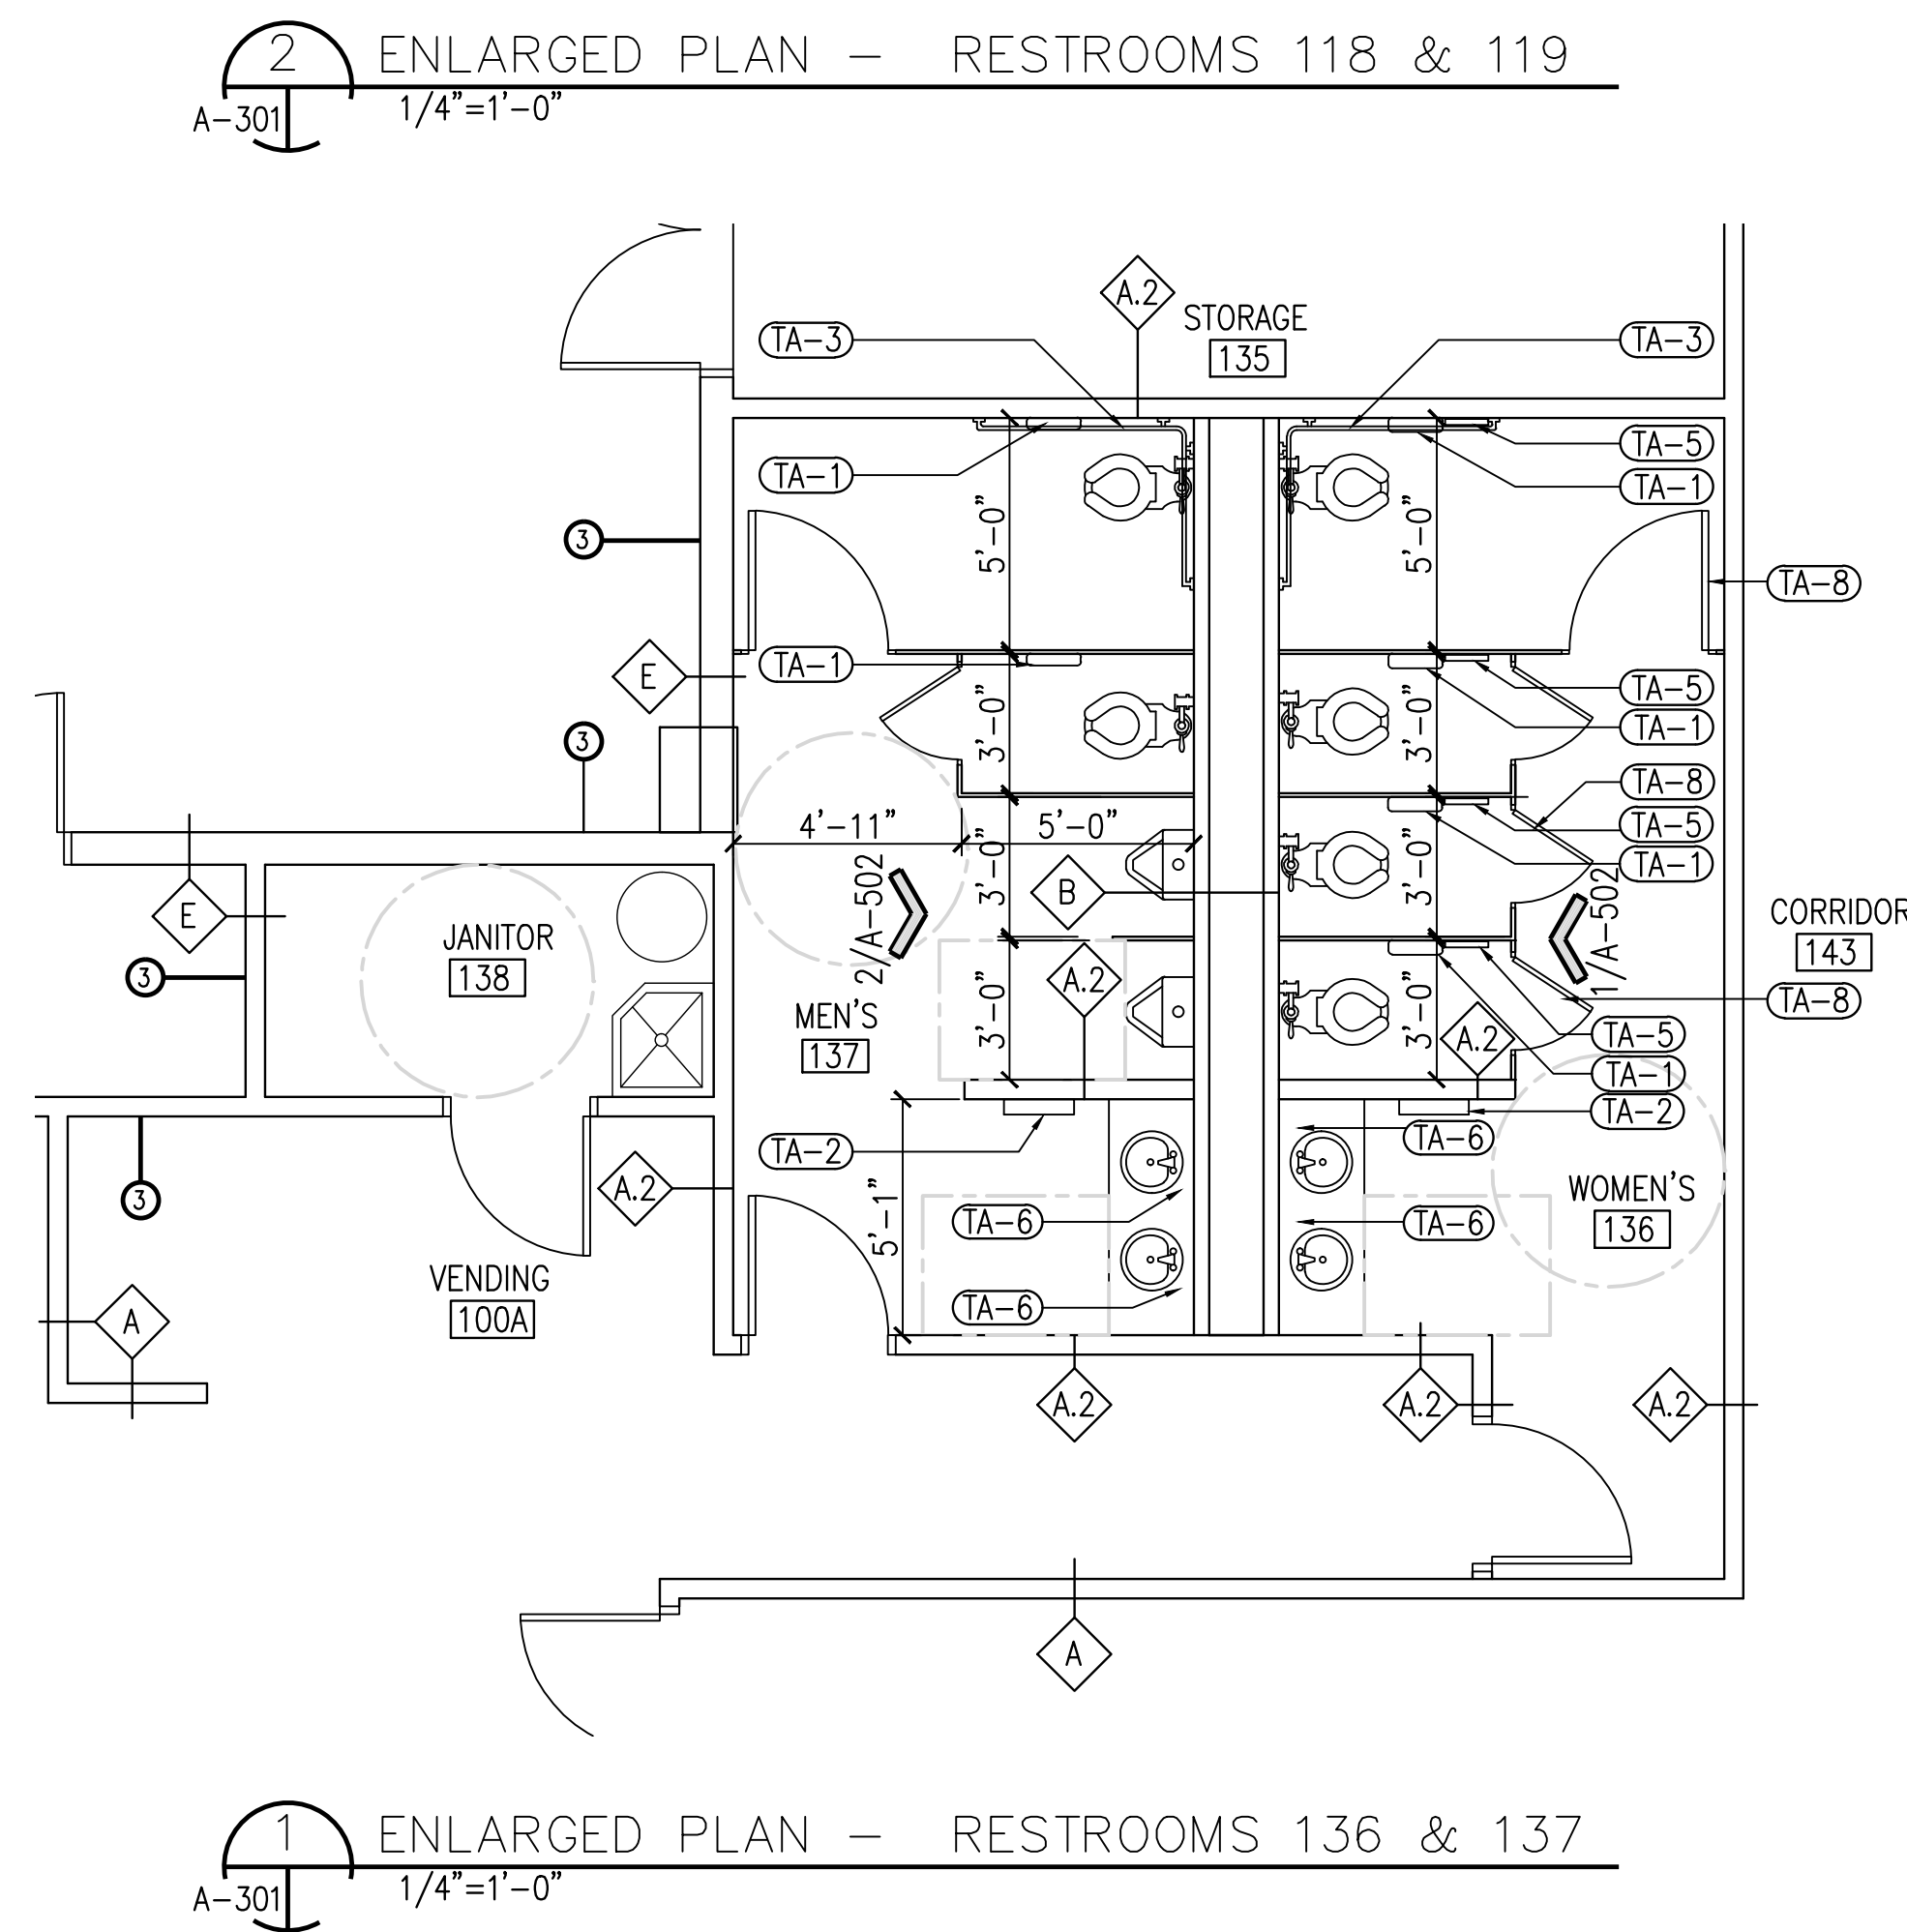 2
ENLARGED PLAN - RESTROOMS 118 & 119
A-301
1/4"=1'-0"
A.2
STORAGE
135
TA-3
TA-3
TA-5
TA-1
TA-1
5'-0"
5'-0"
3
TA-8
TA-1
E
TA-5
3'-0"
3'-0"
TA-1
3
TA-8
4'-11"
5'-0"
TA-5
3'-0"
3'-0"
TA-1
2/A-502
B
1/A-502
E
CORRIDOR
143
JANITOR
138
3
A.2
TA-8
MEN'S
137
3'-0"
3'-0"
A.2
TA-5
TA-1
TA-2
TA-2
TA-6
A.2
3
WOMEN'S
136
5'-1"
TA-6
TA-6
VENDING
100A
TA-6
A
A.2
A.2
A.2
A
1
ENLARGED PLAN - RESTROOMS 136 & 137
A-301
1/4"=1'-0"